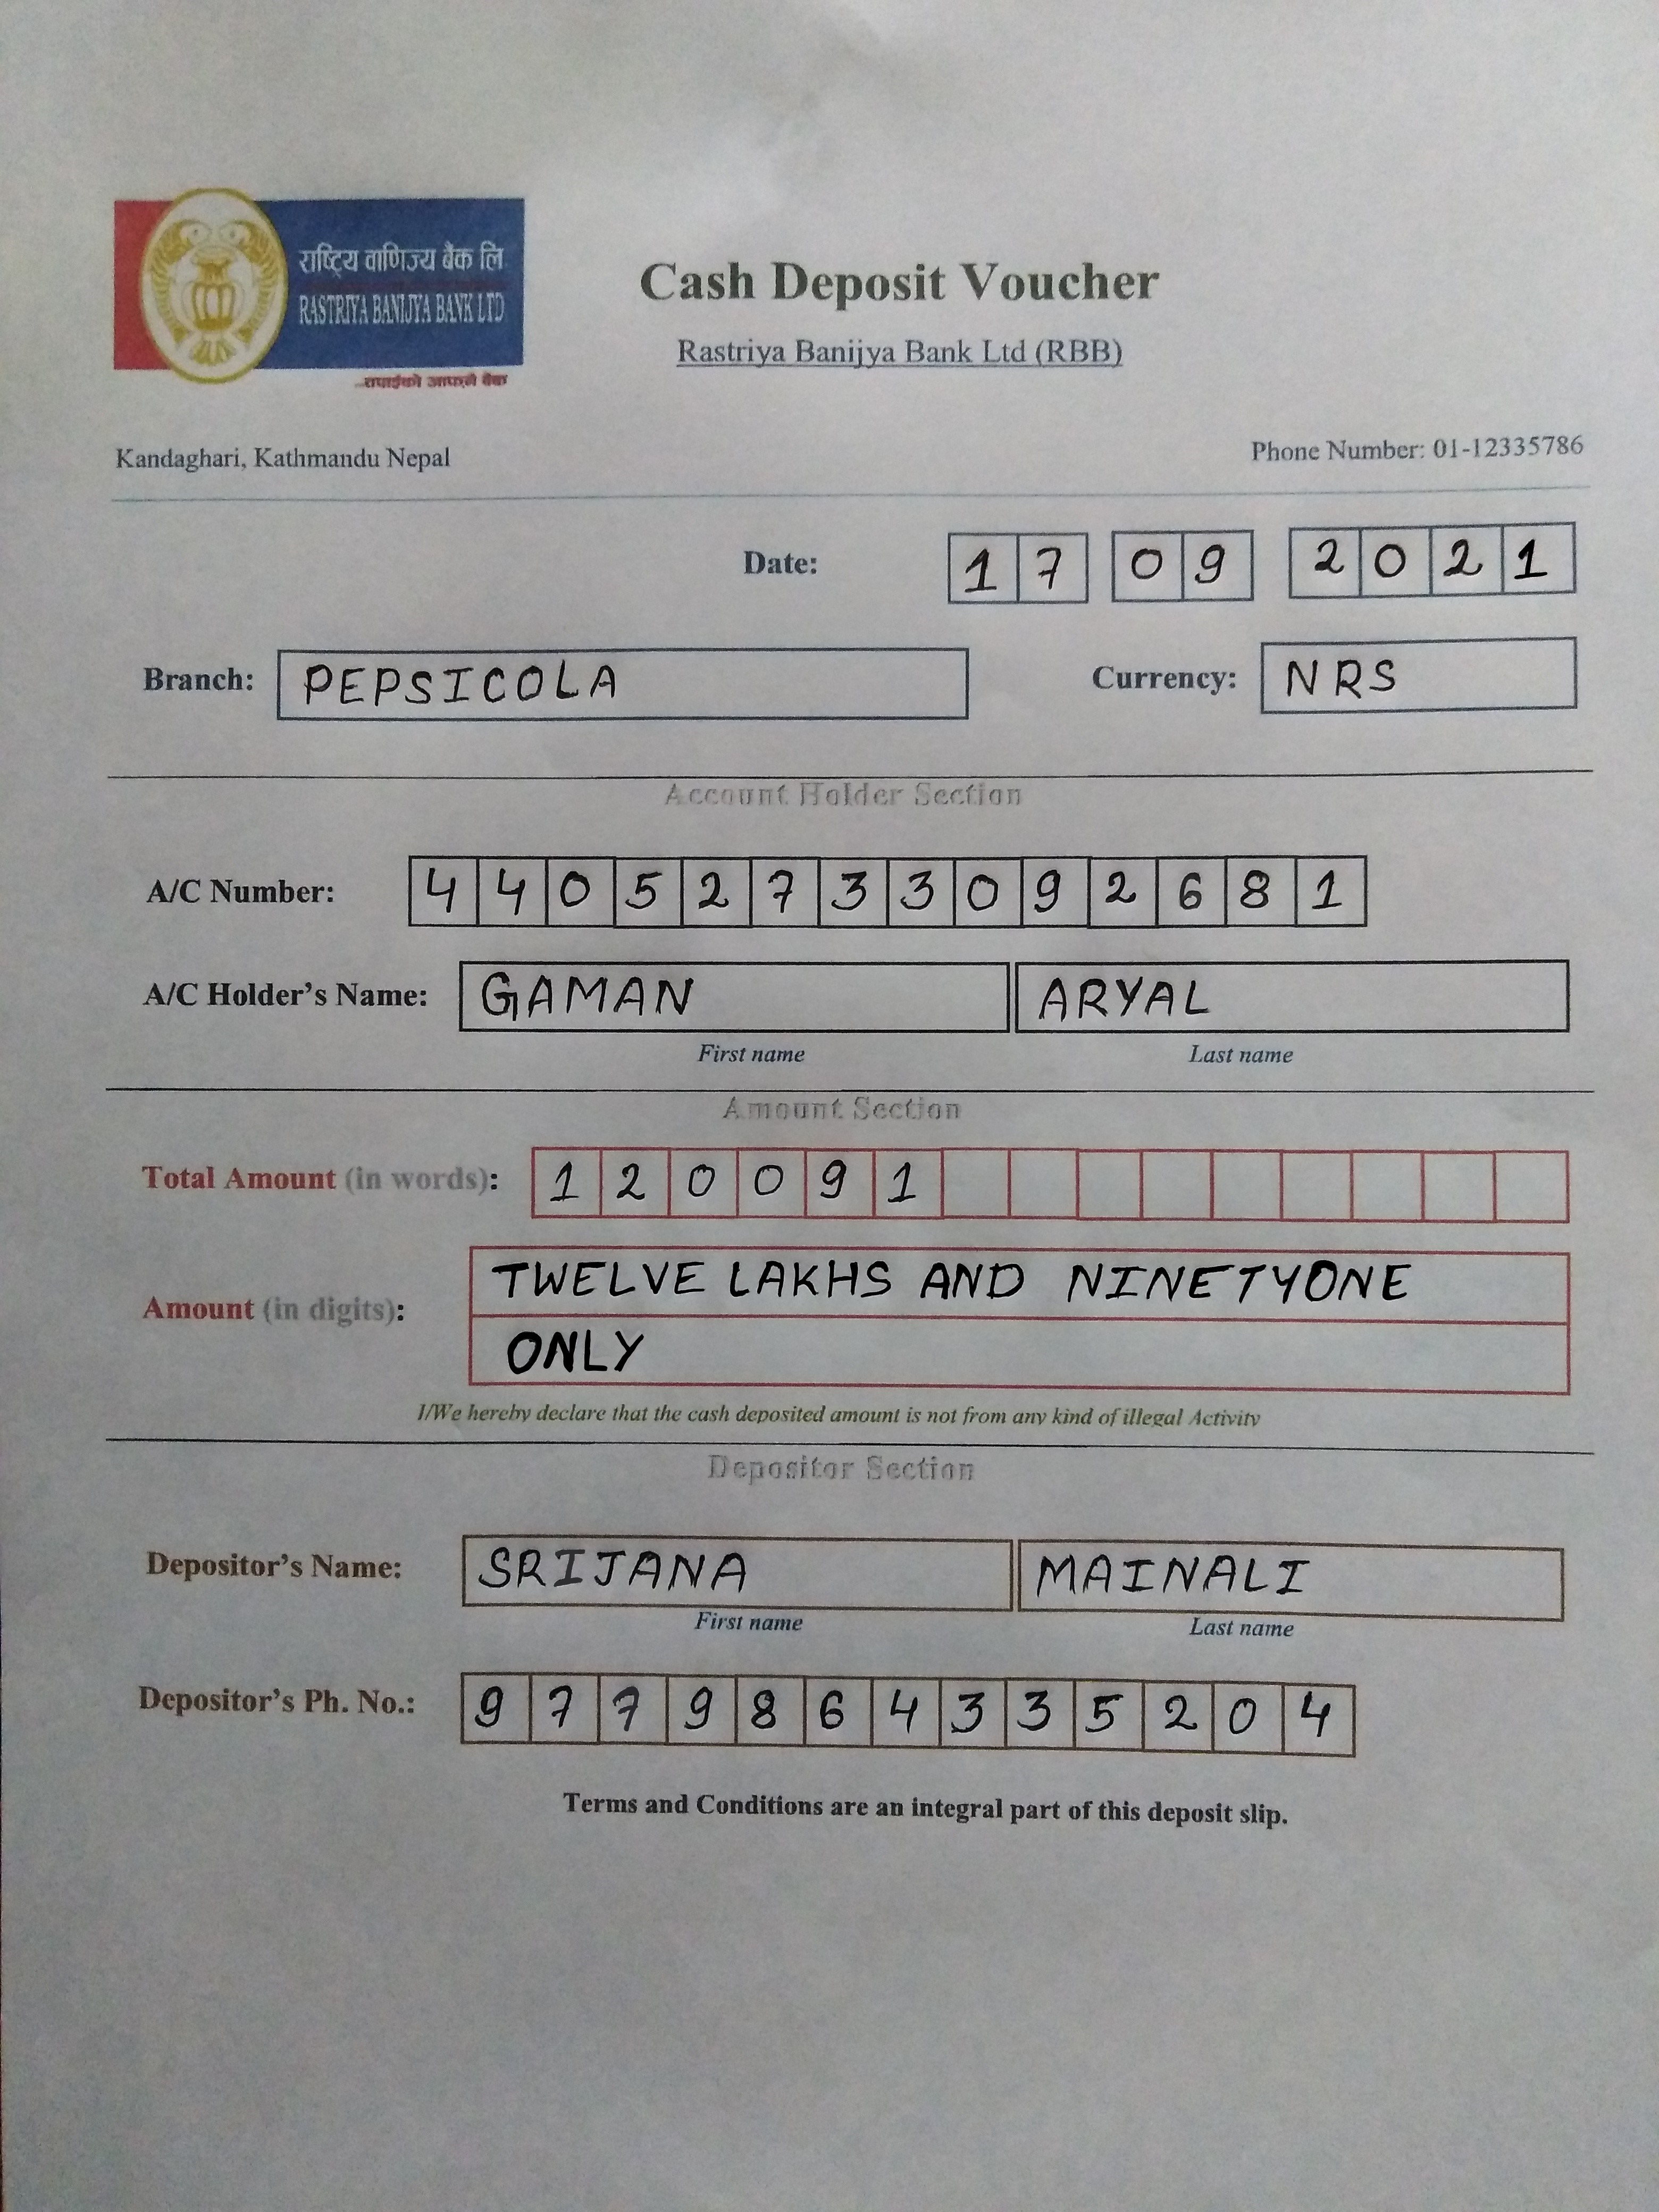 राष्ट्रिय वाणिज्य बैंक लि
RASTRIYA BANIJYA BANK LTD
...तपाईंको आफ्नै बैंक
Cash Deposit Voucher
Rastriya Banijya Bank Ltd (RBB)
Kandaghari, Kathmandu Nepal
Phone Number: 01-12335786
Date: 17 09 2021
Branch: PEPSICOLA Currency: NRS
Account Holder Section
A/C Number: 44052733092681
A/C Holder's Name: GAMAN ARYAL
First name Last name
Amount Section
Total Amount (in words): 120091
Amount (in digits): TWELVE LAKHS AND NINETYONE
ONLY
I/We hereby declare that the cash deposited amount is not from any kind of illegal Activity
Depositor Section
Depositor's Name: SRIJANA MAINALI
First name Last name
Depositor's Ph. No.: 9779864335204
Terms and Conditions are an integral part of this deposit slip.